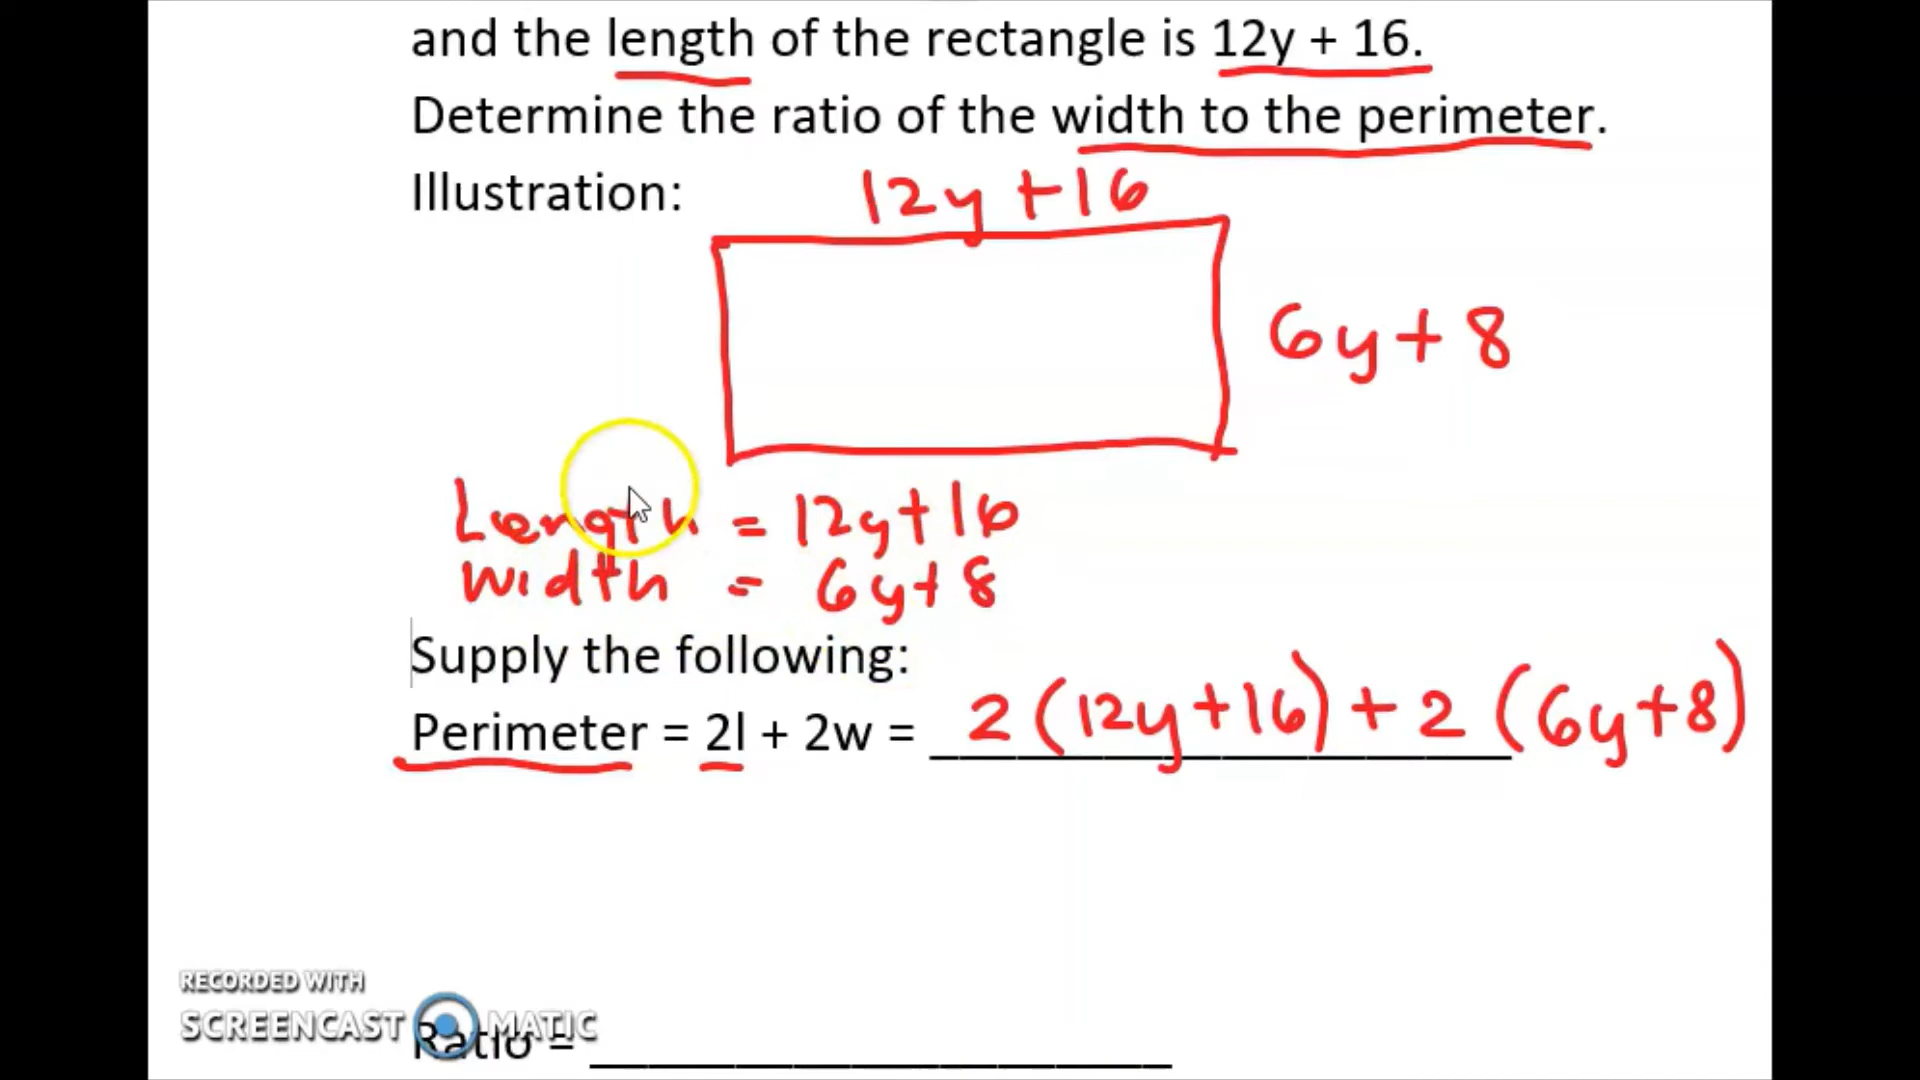 and the length of the rectangle is 12y + 16.
Determine the ratio of the width to the perimeter.
Illustration:
12y +16
6y+8
Length = 12y+16
Width = 6y+8
Supply the following:
Perimeter = 2l + 2w = 2(12y+16) + 2(6y+8)
RECORDED WITH
SCREENCAST MATIC
Ratio =